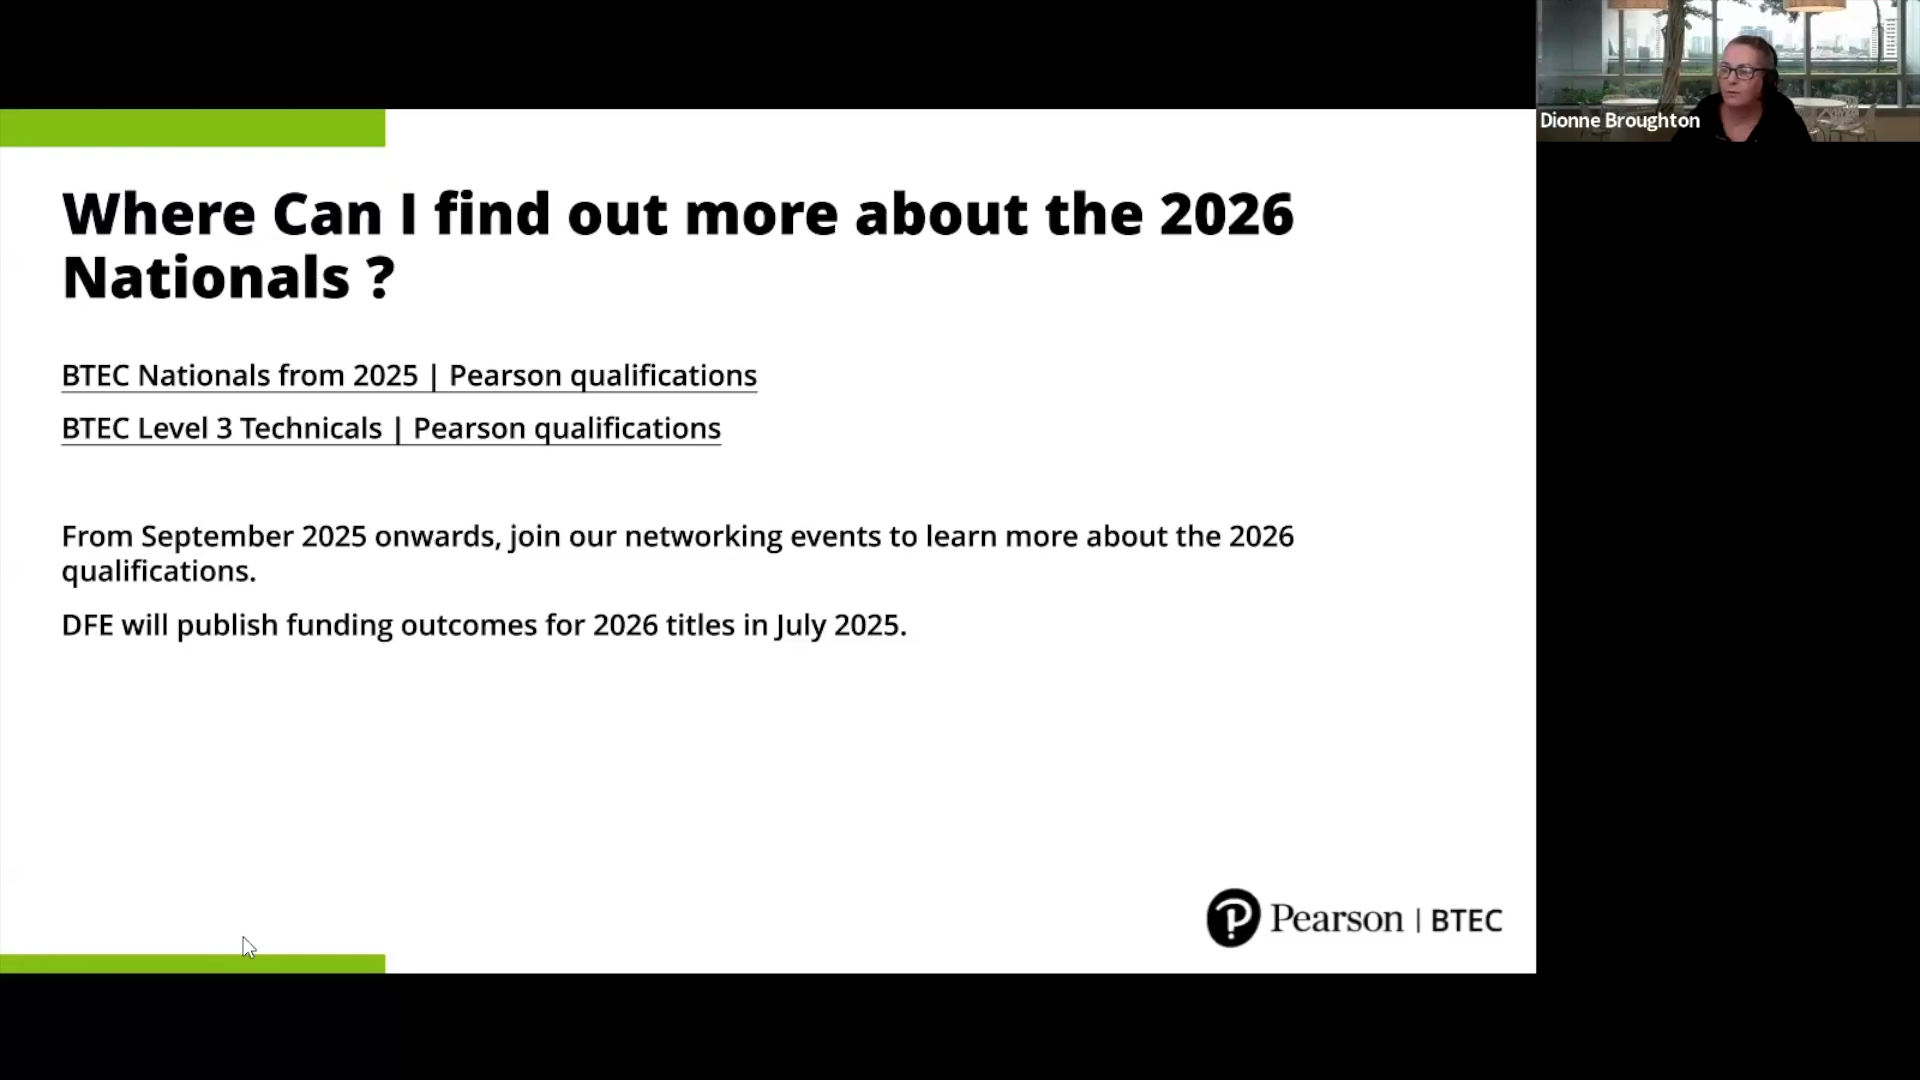 Dionne Broughton
Where Can I find out more about the 2026
Nationals ?
BTEC Nationals from 2025 | Pearson qualifications
BTEC Level 3 Technicals | Pearson qualifications
From September 2025 onwards, join our networking events to learn more about the 2026
qualifications.
DFE will publish funding outcomes for 2026 titles in July 2025.
Pearson | BTEC